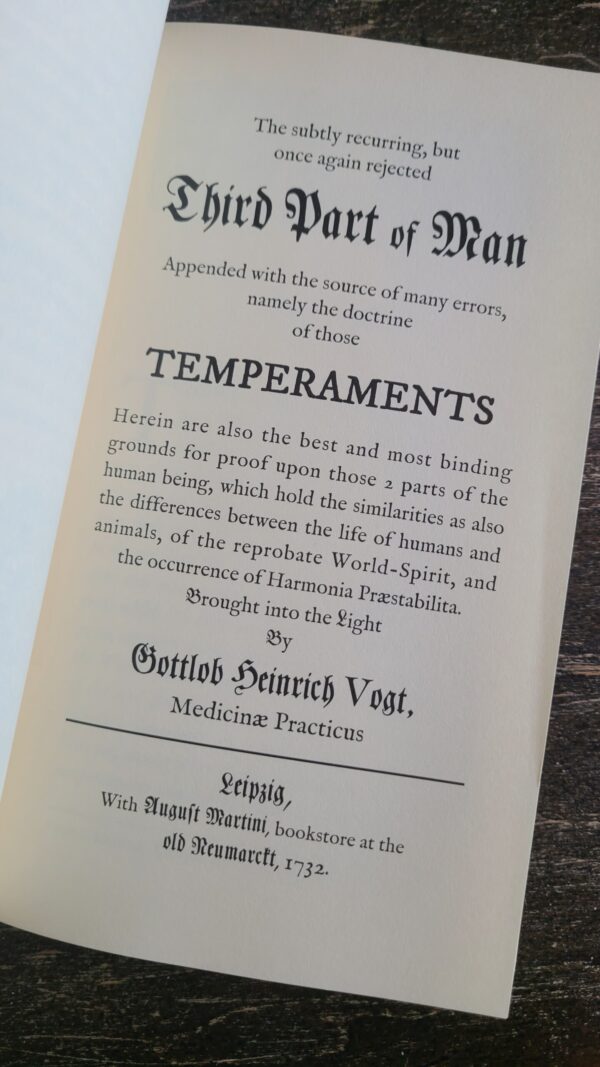 The subtly recurring, but
once again rejected
Third Part of Man
Appended with the source of many errors,
namely the doctrine
of those
TEMPERAMENTS
Herein are also the best and most binding
grounds for proof upon those 2 parts of the
human being, which hold the similarities as also
the differences between the life of humans and
animals, of the reprobate World-Spirit, and
the occurrence of Harmonia Præstabilita.
Brought into the Light
By
Gottlob Heinrich Vogt,
Medicinæ Practicus
Leipzig,
With Auguſt Martini, bookstore at the
old Neumarckt, 1732.